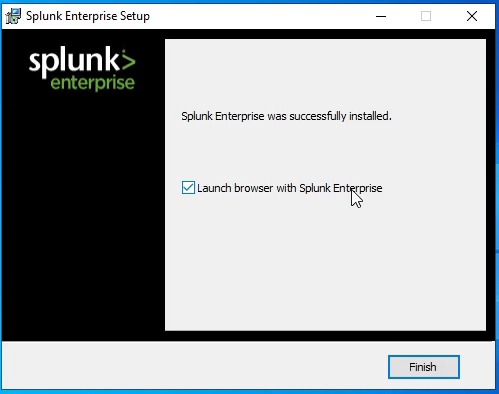 Splunk Enterprise Setup
splunk>
enterprise
Splunk Enterprise was successfully installed.
Launch browser with Splunk Enterprise
Finish